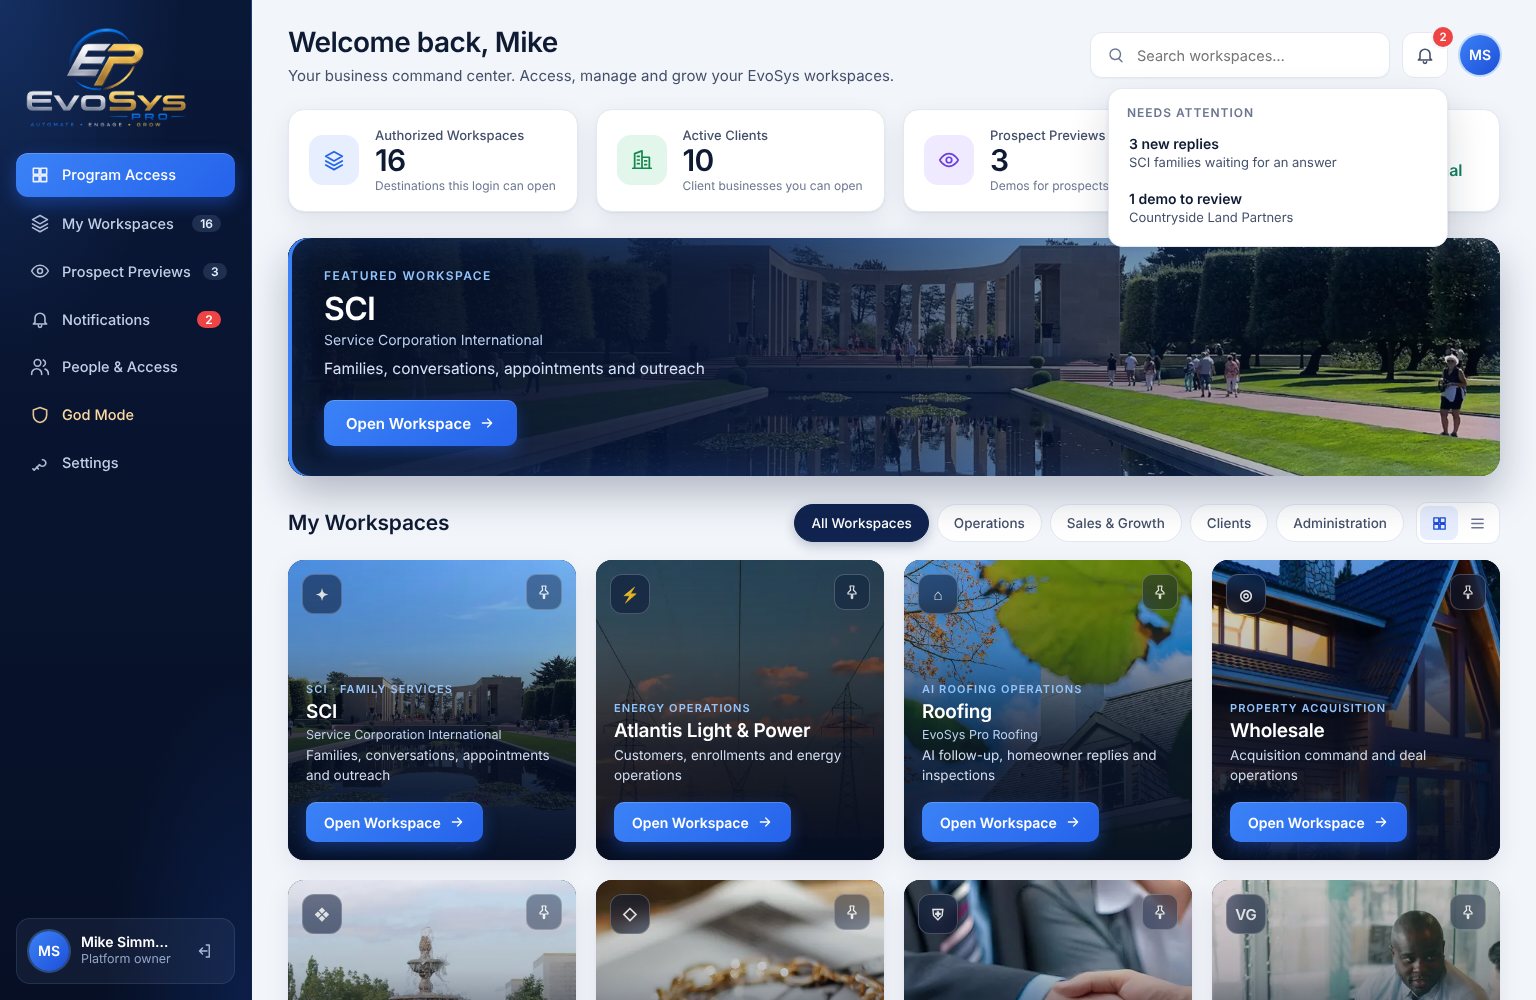 EP
EvoSys
PRO
AUTOMATE • ENGAGE • GROW
Program Access
My Workspaces 16
Prospect Previews 3
Notifications 2
People & Access
God Mode
Settings
MS
Mike Simm...
Platform owner
Welcome back, Mike
Your business command center. Access, manage and grow your EvoSys workspaces.
Search workspaces...
2
MS
NEEDS ATTENTION
3 new replies
SCI families waiting for an answer
1 demo to review
Countryside Land Partners
Authorized Workspaces
16
Destinations this login can open
Active Clients
10
Client businesses you can open
Prospect Previews
3
Demos for prospects
al
FEATURED WORKSPACE
SCI
Service Corporation International
Families, conversations, appointments and outreach
Open Workspace →
My Workspaces
All Workspaces
Operations
Sales & Growth
Clients
Administration
SCI · FAMILY SERVICES
SCI
Service Corporation International
Families, conversations, appointments
and outreach
Open Workspace →
ENERGY OPERATIONS
Atlantis Light & Power
Customers, enrollments and energy
operations
Open Workspace →
AI ROOFING OPERATIONS
Roofing
EvoSys Pro Roofing
AI follow-up, homeowner replies and
inspections
Open Workspace →
PROPERTY ACQUISITION
Wholesale
Acquisition command and deal
operations
Open Workspace →
VG